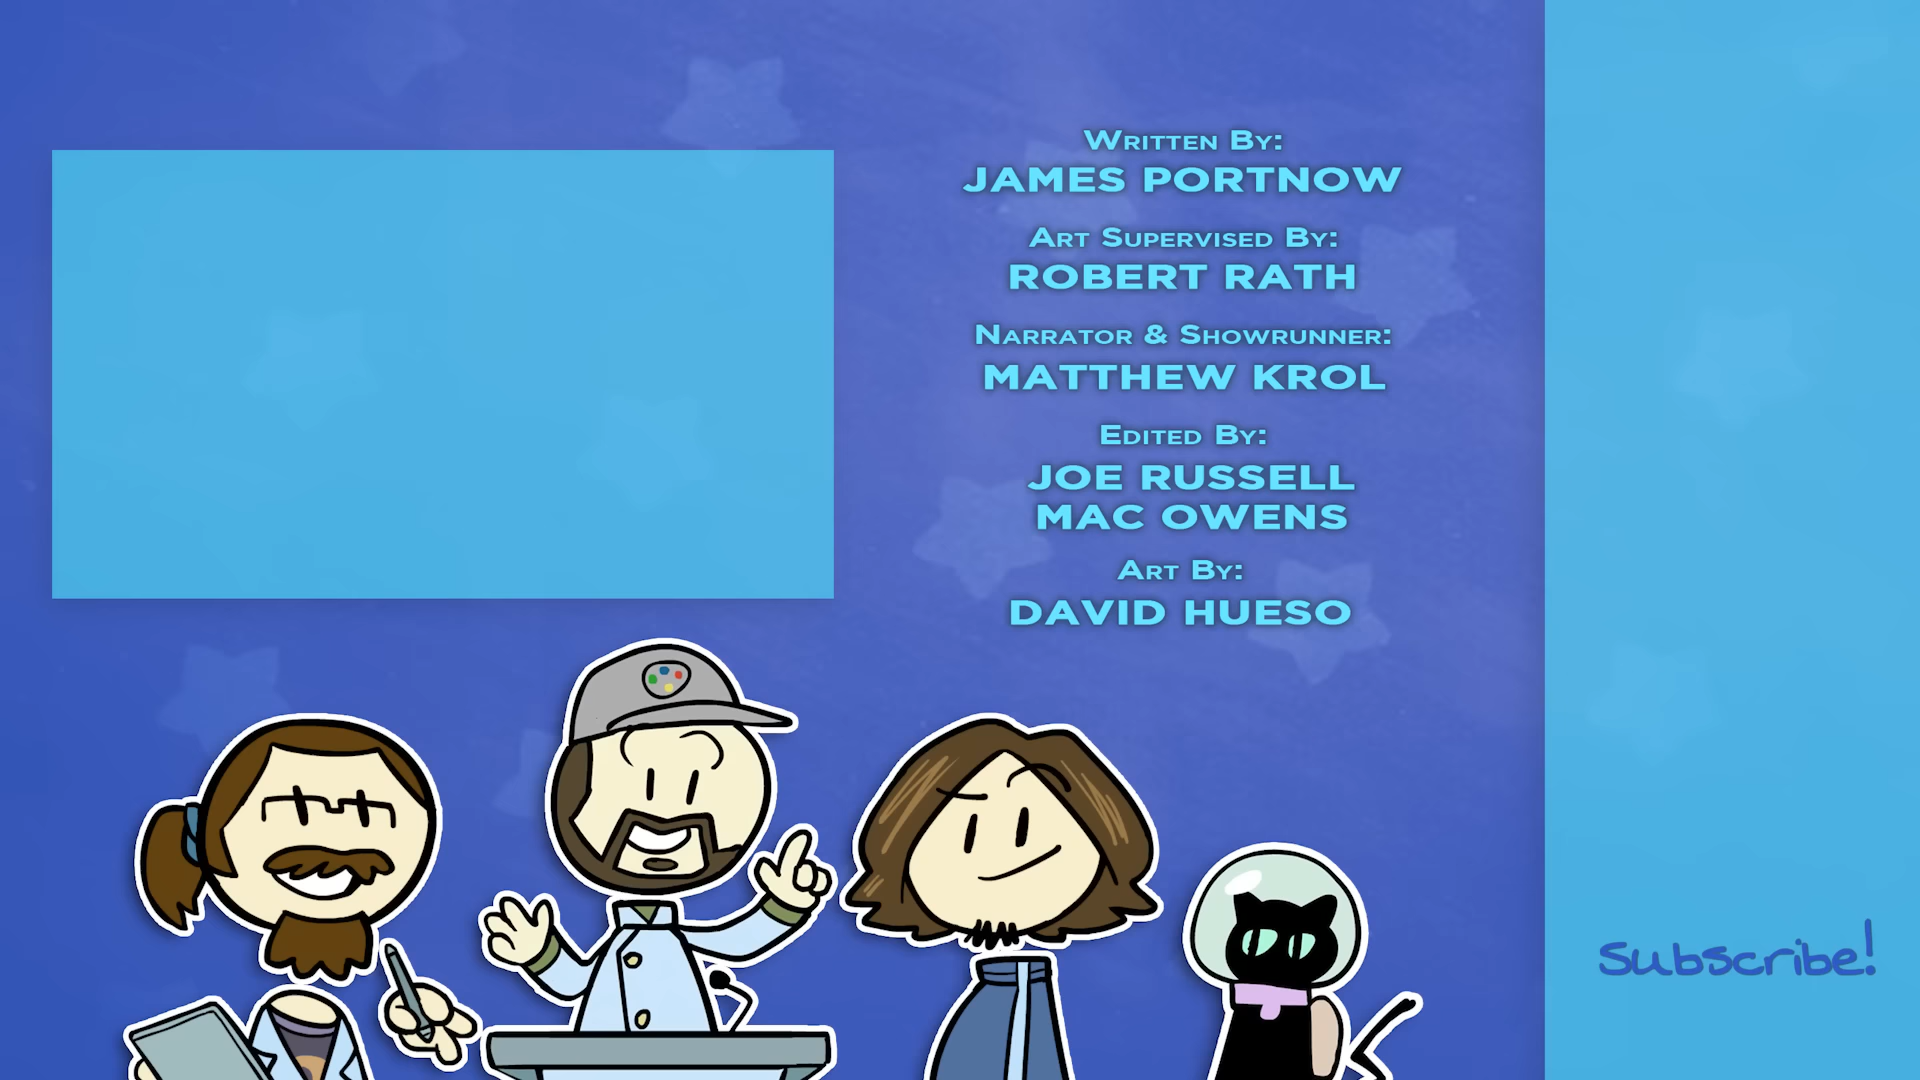 Written By:
JAMES PORTNOW
Art Supervised By:
ROBERT RATH
Narrator & Showrunner:
MATTHEW KROL
Edited By:
JOE RUSSELL
MAC OWENS
Art By:
DAVID HUESO
Subscribe!